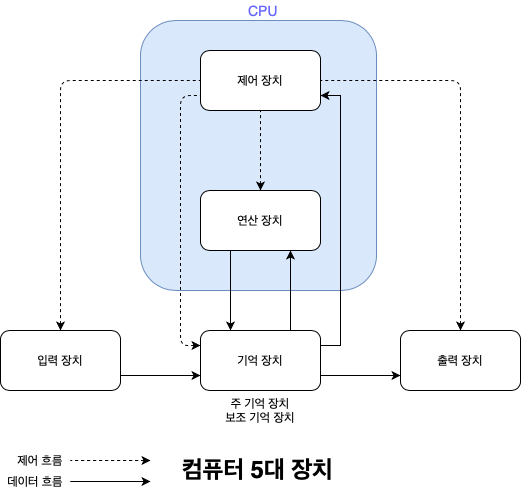 CPU
제어 장치
연산 장치
입력 장치
기억 장치
출력 장치
주 기억 장치
보조 기억 장치
제어 흐름
데이터 흐름
컴퓨터 5대 장치